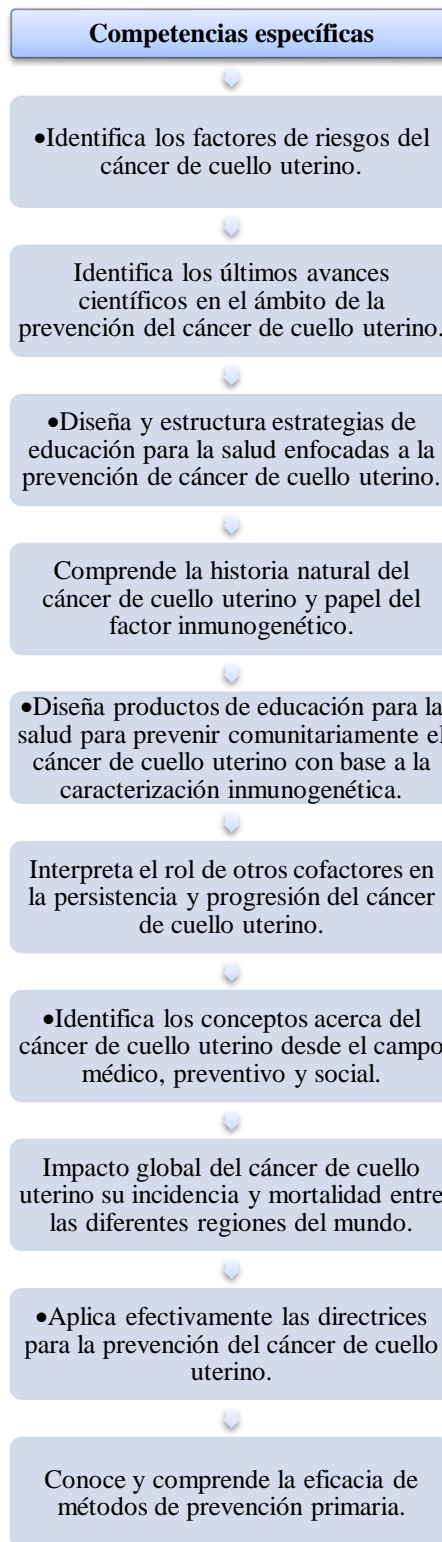 Competencias específicas
•Identifica los factores de riesgos del
cáncer de cuello uterino.
Identifica los últimos avances
científicos en el ámbito de la
prevención del cáncer de cuello uterino.
•Diseña y estructura estrategias de
educación para la salud enfocadas a la
prevención de cáncer de cuello uterino.
Comprende la historia natural del
cáncer de cuello uterino y papel del
factor inmunogenético.
•Diseña productos de educación para la
salud para prevenir comunitariamente el
cáncer de cuello uterino con base a la
caracterización inmunogenética.
Interpreta el rol de otros cofactores en
la persistencia y progresión del cáncer
de cuello uterino.
•Identifica los conceptos acerca del
cáncer de cuello uterino desde el campo
médico, preventivo y social.
Impacto global del cáncer de cuello
uterino su incidencia y mortalidad entre
las diferentes regiones del mundo.
•Aplica efectivamente las directrices
para la prevención del cáncer de cuello
uterino.
Conoce y comprende la eficacia de
métodos de prevención primaria.